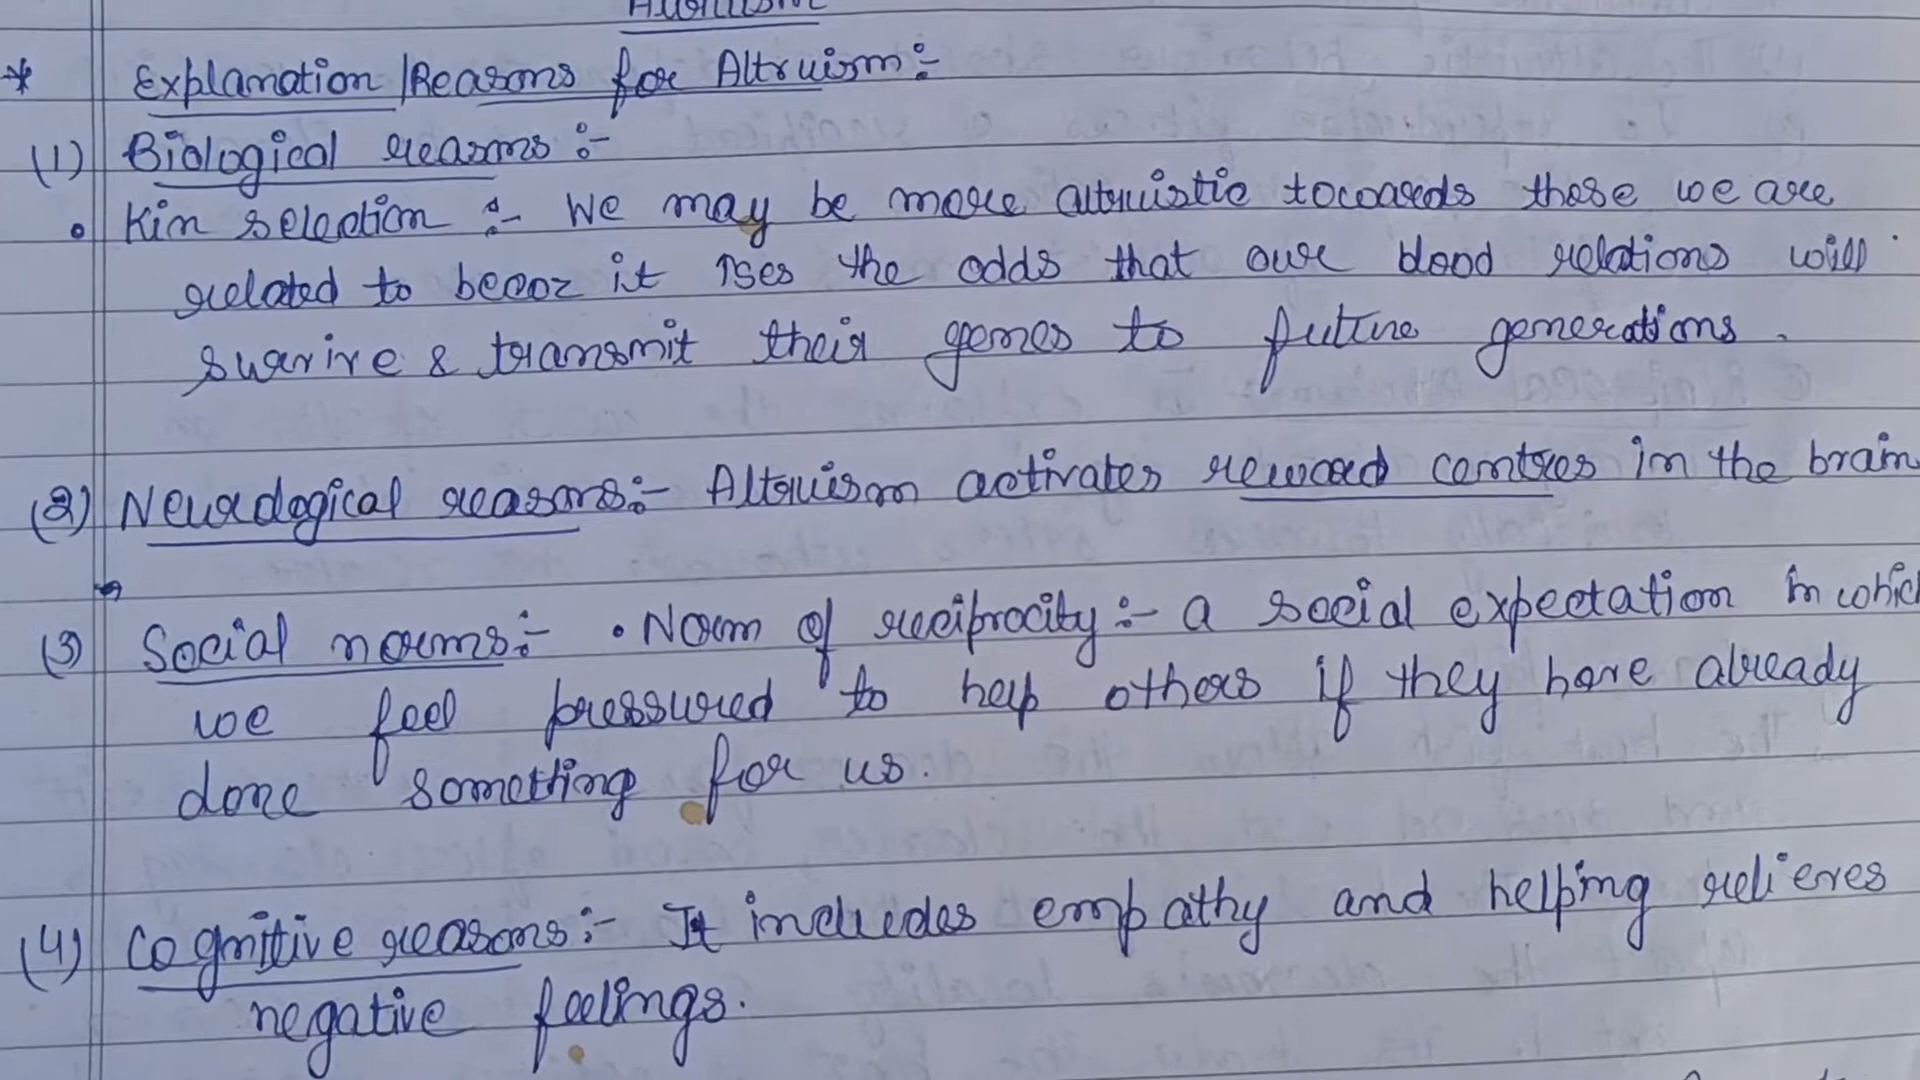 Altruism
* Explanation/Reasons for Altruism:-
(1) Biological reasons:-
• Kin selection :- We may be more altruistic towards those we are
related to becoz it ises the odds that our blood relations will
survive & transmit their genes to future generations.
(2) Neurological reasons:- Altruism activates reward centres in the brain
(3) Social norms:- • Norm of reciprocity:- a social expectation in which
we feel pressured to help others if they have already
done something for us.
(4) Cognitive reasons:- It includes empathy and helping relieves
negative feelings.